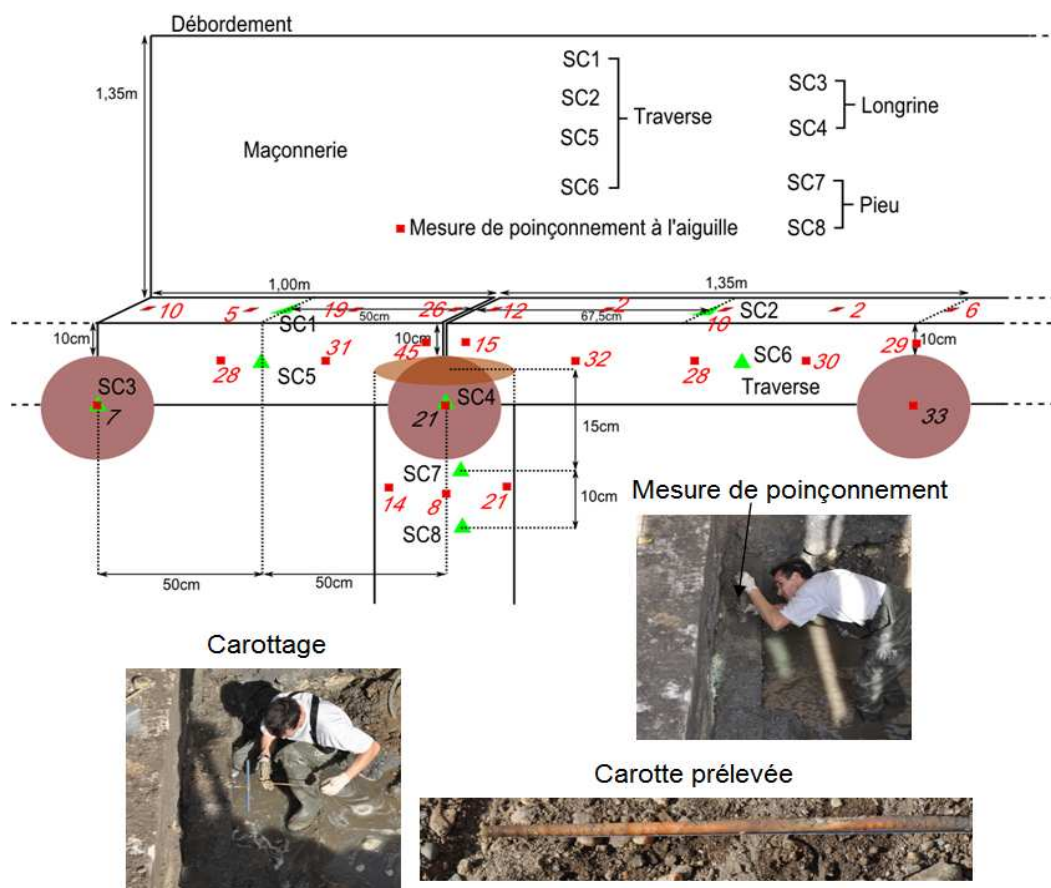 Débordement
1,35m
Maçonnerie
SC1
SC2
SC5
SC6
Traverse
SC3
SC4
Longrine
SC7
SC8
Pieu
Mesure de poinçonnement à l'aiguille
1,00m
1,35m
10 5 19 26 12 2 10 2 6
SC1 50cm 67,5cm SC2
10cm 10cm 10cm
28 31 45 15 32 28 30 29
SC5 SC6
Traverse
SC3 SC4
7 21 33
15cm
SC7
14 8 21
10cm
SC8
50cm 50cm
Mesure de poinçonnement
Carottage
Carotte prélevée